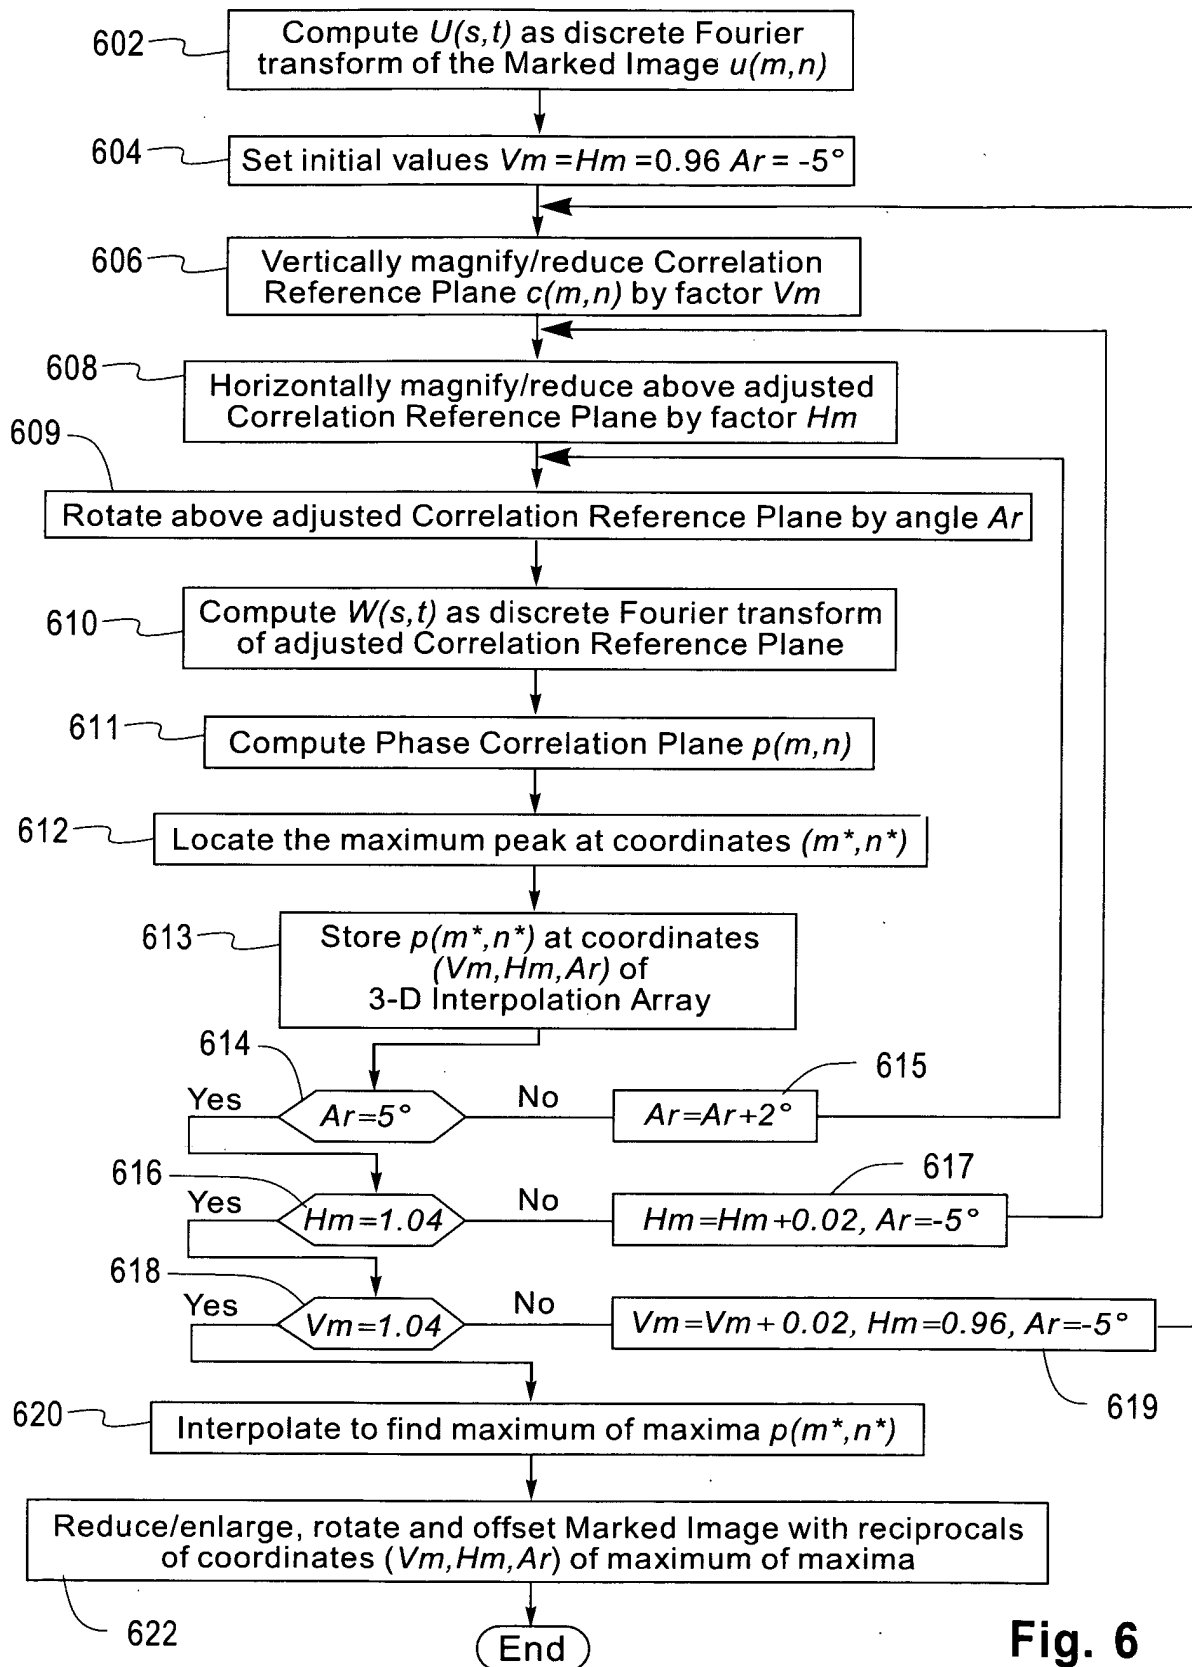 602
Compute U(s,t) as discrete Fourier
transform of the Marked Image u(m,n)
604
Set initial values Vm =Hm =0.96 Ar = -5°
606
Vertically magnify/reduce Correlation
Reference Plane c(m,n) by factor Vm
608
Horizontally magnify/reduce above adjusted
Correlation Reference Plane by factor Hm
609
Rotate above adjusted Correlation Reference Plane by angle Ar
610
Compute W(s,t) as discrete Fourier transform
of adjusted Correlation Reference Plane
611
Compute Phase Correlation Plane p(m,n)
612
Locate the maximum peak at coordinates (m*,n*)
613
Store p(m*,n*) at coordinates
(Vm,Hm,Ar) of
3-D Interpolation Array
614
Yes
Ar=5°
No
Ar=Ar+2°
615
616
Yes
Hm=1.04
No
Hm=Hm+0.02, Ar=-5°
617
618
Yes
Vm=1.04
No
Vm=Vm+ 0.02, Hm=0.96, Ar=-5°
619
620
Interpolate to find maximum of maxima p(m*,n*)
Reduce/enlarge, rotate and offset Marked Image with reciprocals
of coordinates (Vm,Hm,Ar) of maximum of maxima
622
End
Fig. 6